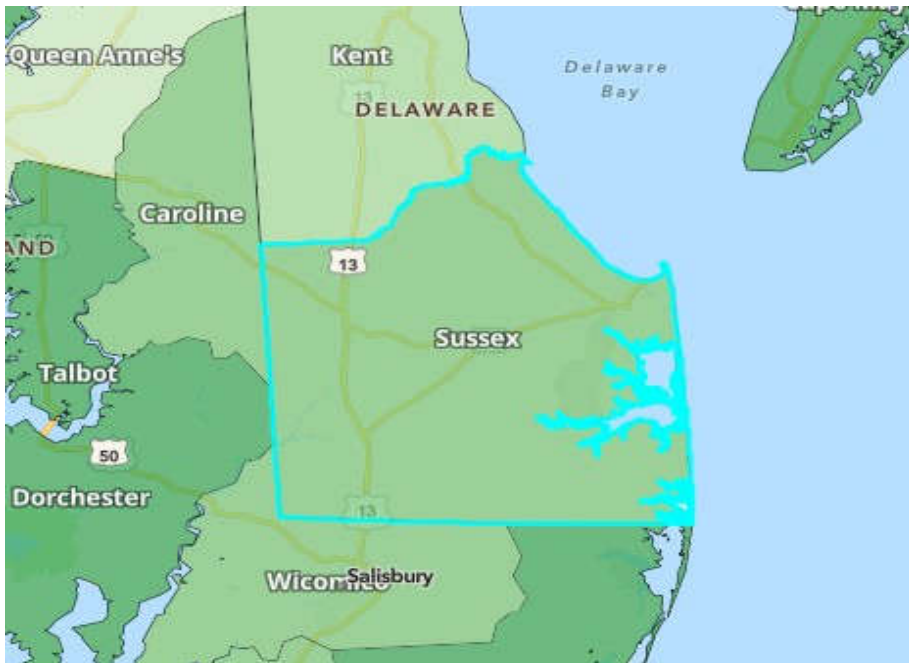 Queen Anne's
Kent
Delaware
Bay
13
DELAWARE
Caroline
AND
13
Sussex
Talbot
50
Dorchester
13
Wicomico
Salisbury